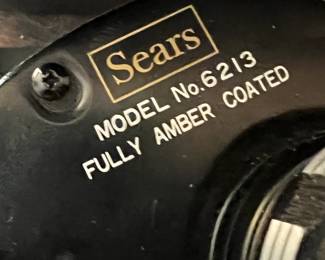 Sears
MODEL No.6213
FULLY AMBER COATED